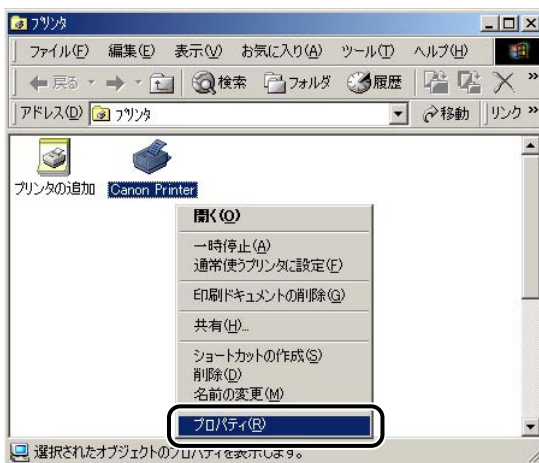 プリンタ
ファイル(F) 編集(E) 表示(V) お気に入り(A) ツール(T) ヘルプ(H)
戻る 検索 フォルダ 履歴 »
アドレス(D) プリンタ 移動 リンク »
プリンタの追加 Canon Printer
開く(O)
一時停止(A)
通常使うプリンタに設定(F)
印刷ドキュメントの削除(G)
共有(H)...
ショートカットの作成(S)
削除(D)
名前の変更(M)
プロパティ(R)
選択されたオブジェクトのプロパティを表示します。